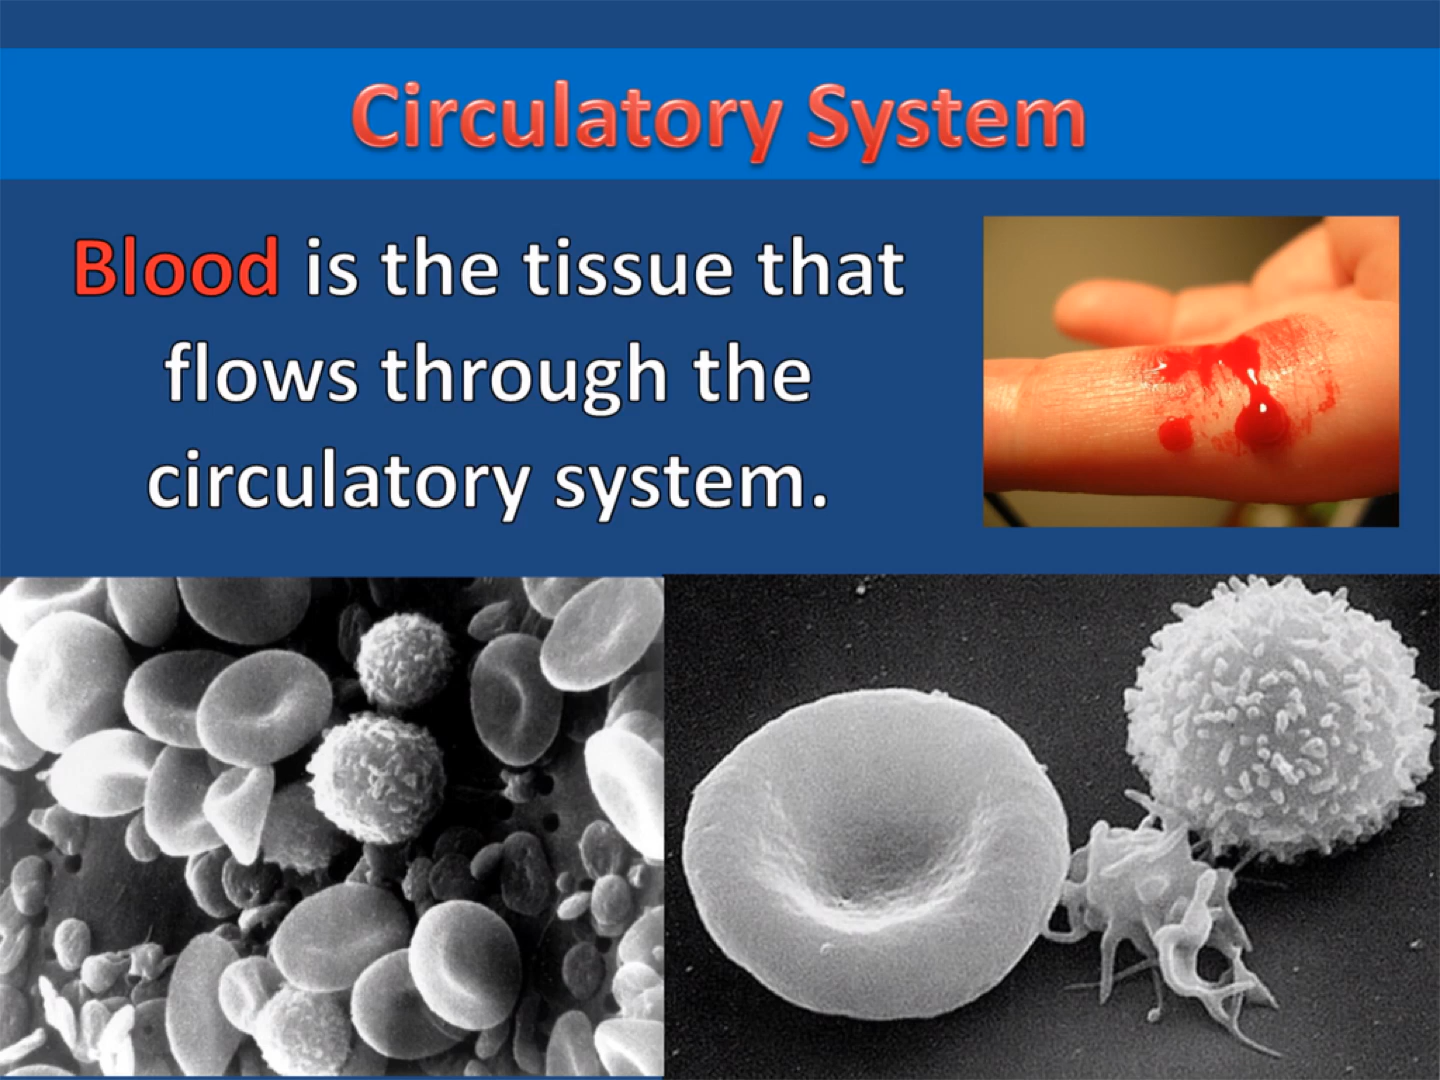 Circulatory System
Blood is the tissue that
flows through the
circulatory system.